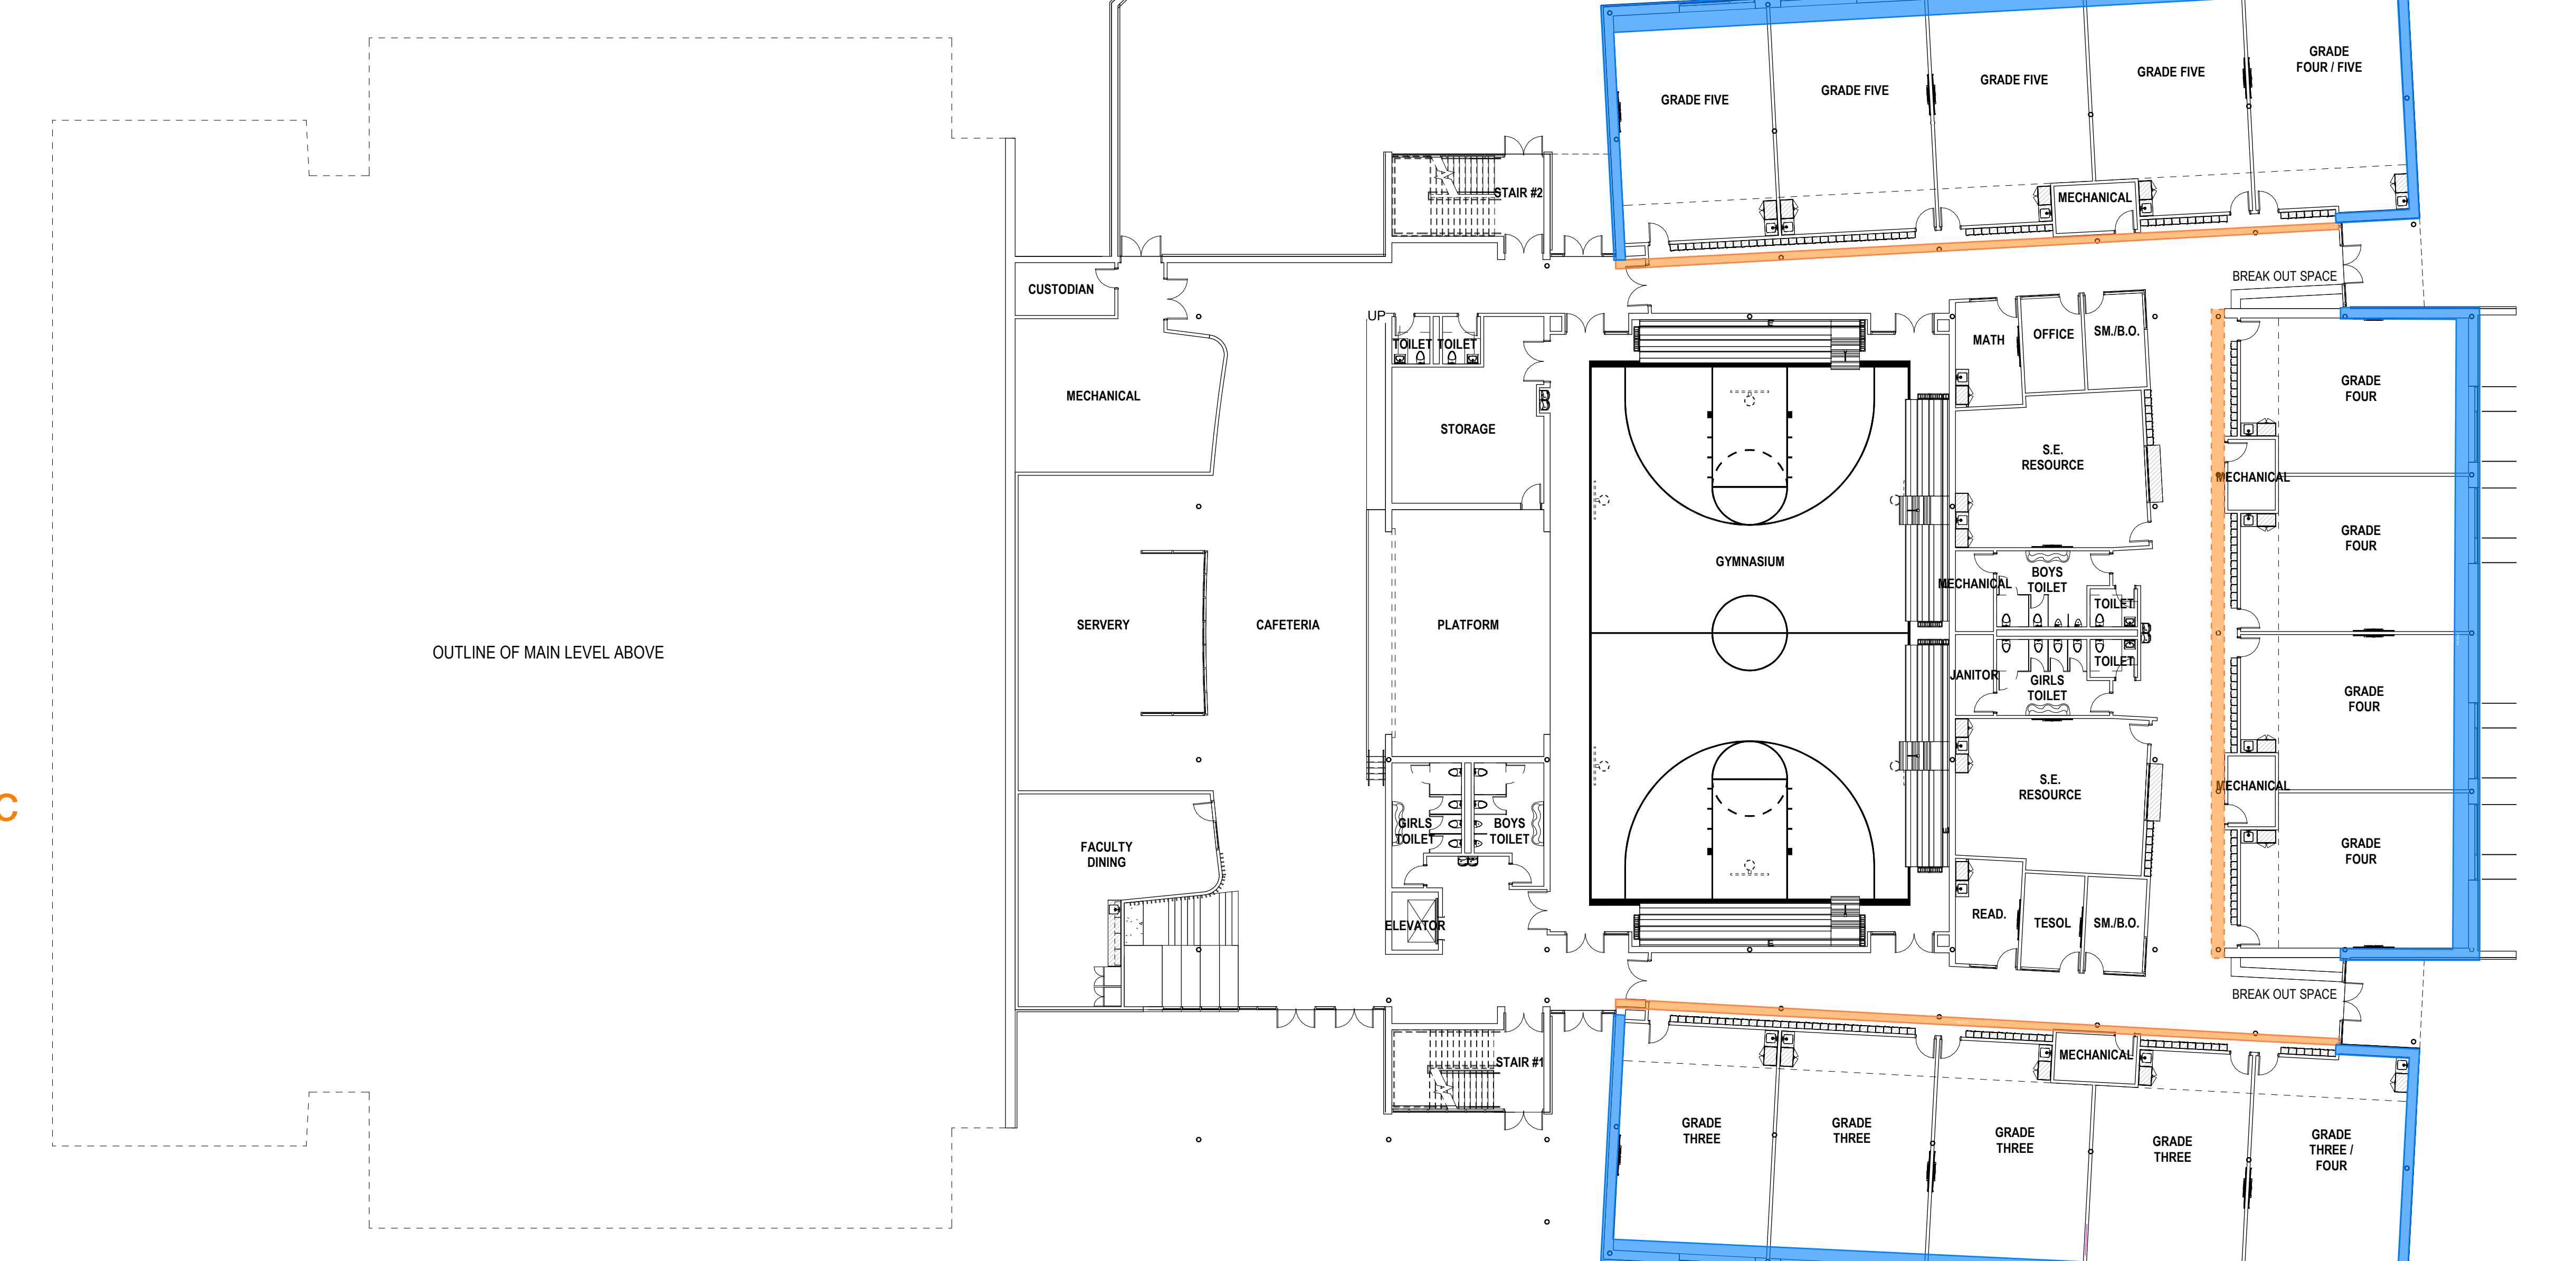 GRADE
FOUR / FIVE
GRADE FIVE
GRADE FIVE
GRADE FIVE
GRADE FIVE
STAIR #2
MECHANICAL
BREAK OUT SPACE
CUSTODIAN
UP
TOILET
TOILET
MATH
OFFICE
SM./B.O.
MECHANICAL
STORAGE
GRADE
FOUR
S.E.
RESOURCE
MECHANICAL
GRADE
FOUR
GYMNASIUM
MECHANICAL
BOYS
TOILET
TOILET
SERVERY
CAFETERIA
PLATFORM
OUTLINE OF MAIN LEVEL ABOVE
TOILET
JANITOR
GIRLS
TOILET
GRADE
FOUR
S.E.
RESOURCE
MECHANICAL
C
GIRLS
TOILET
BOYS
TOILET
FACULTY
DINING
GRADE
FOUR
ELEVATOR
READ.
TESOL
SM./B.O.
E
E
E
BREAK OUT SPACE
STAIR #1
MECHANICAL
GRADE
THREE
GRADE
THREE
GRADE
THREE
GRADE
THREE
GRADE
THREE /
FOUR